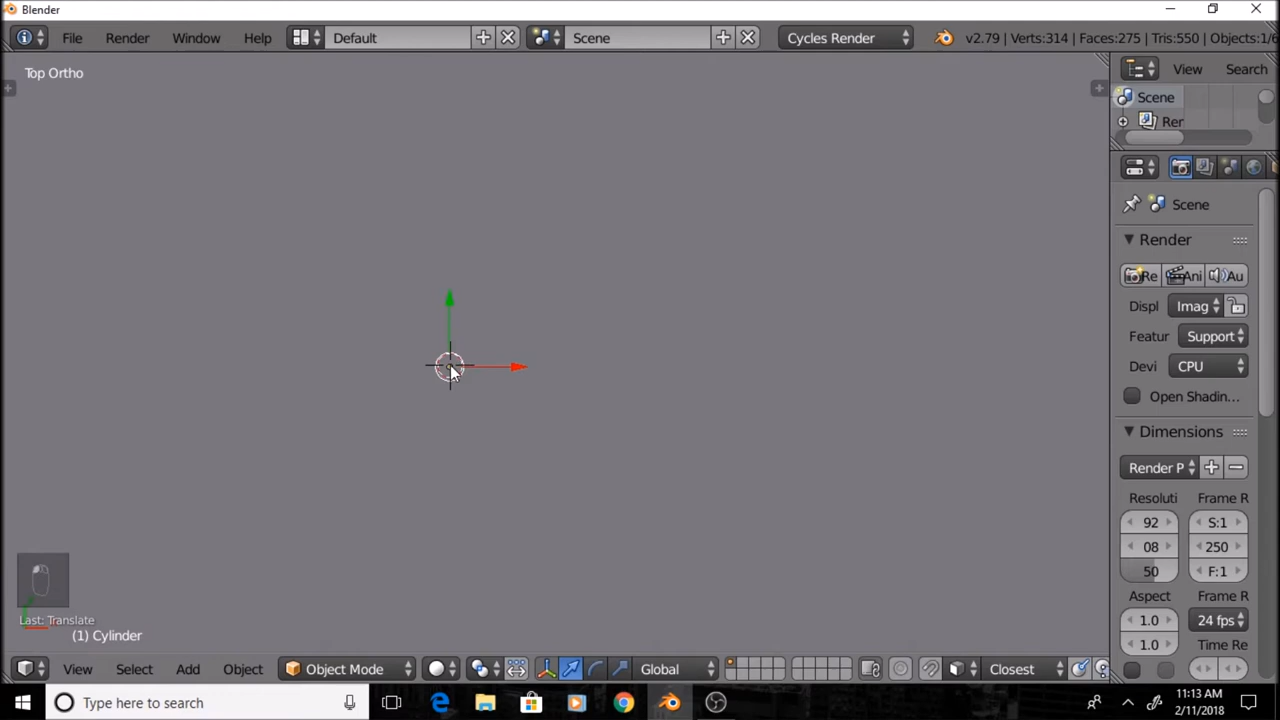 Blender
File Render Window Help Default Scene Cycles Render v2.79 | Verts:314 | Faces:275 | Tris:550 | Objects:1/6
Top Ortho
View Search
Scene
Rer
Scene
Render
Re Ani Au
Displ Imag
Featur Support
Devi CPU
Open Shadin...
Dimensions
Render P
Resoluti Frame R
92 S:1
08 250
50 F:1
Aspect Frame R
1.0 24 fps
1.0 Time Re
Last: Translate
(1) Cylinder
View Select Add Object Object Mode Global Closest
Type here to search
11:13 AM
2/11/2018